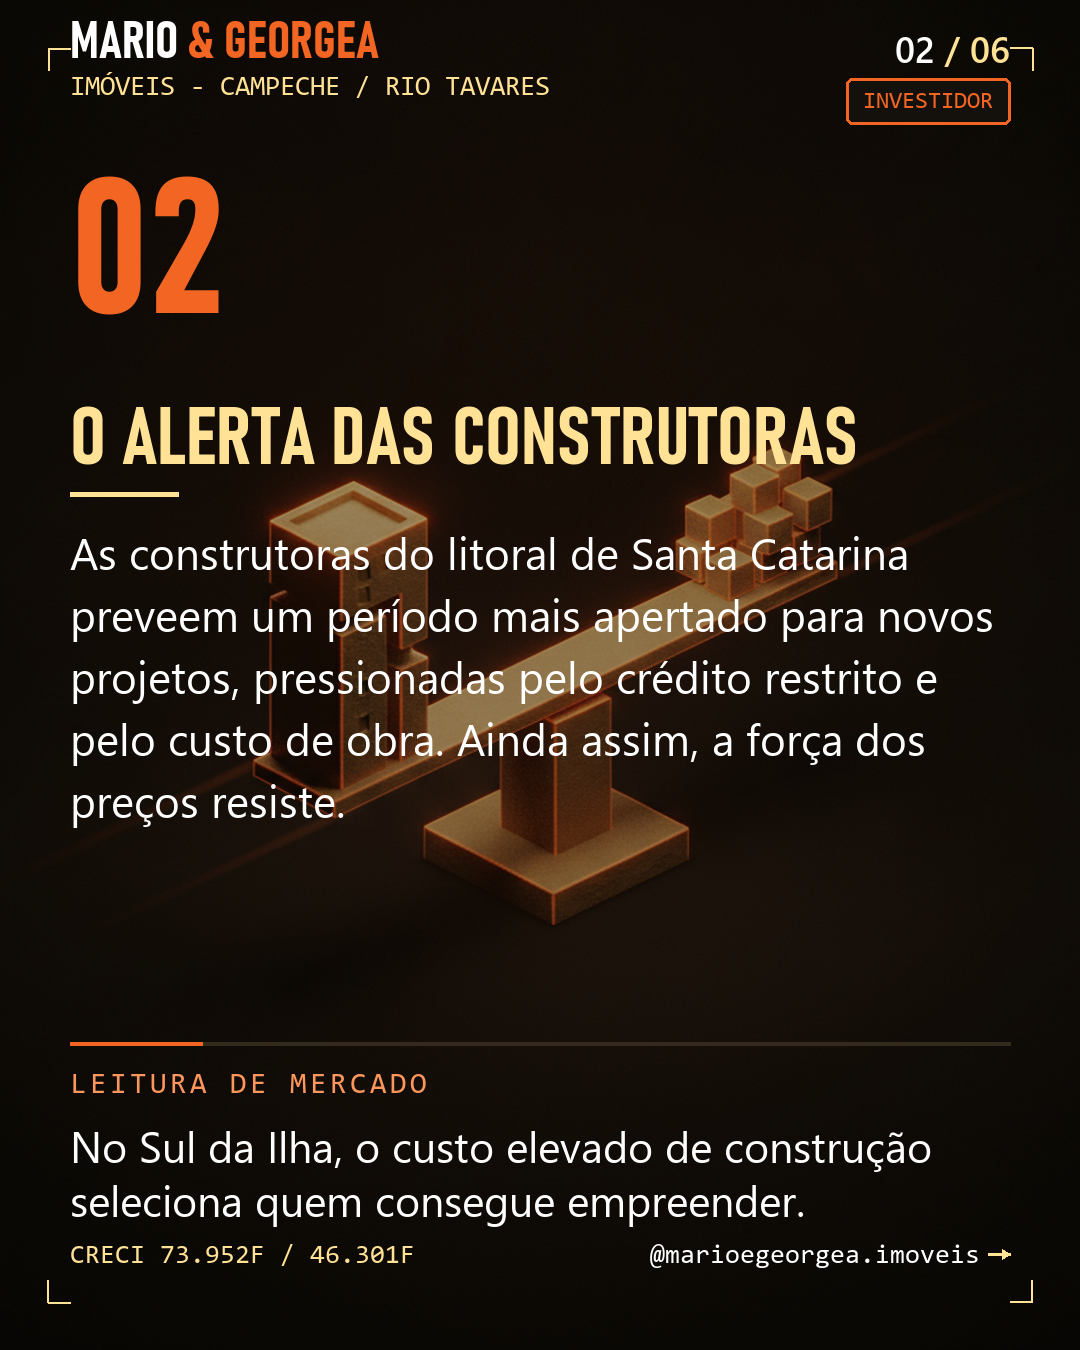 MARIO & GEORGEA
IMÓVEIS - CAMPECHE / RIO TAVARES
02 / 06
INVESTIDOR
02
O ALERTA DAS CONSTRUTORAS
As construtoras do litoral de Santa Catarina
preveem um período mais apertado para novos
projetos, pressionadas pelo crédito restrito e
pelo custo de obra. Ainda assim, a força dos
preços resiste.
LEITURA DE MERCADO
No Sul da Ilha, o custo elevado de construção
seleciona quem consegue empreender.
CRECI 73.952F / 46.301F
@marioegeorgea.imoveis →